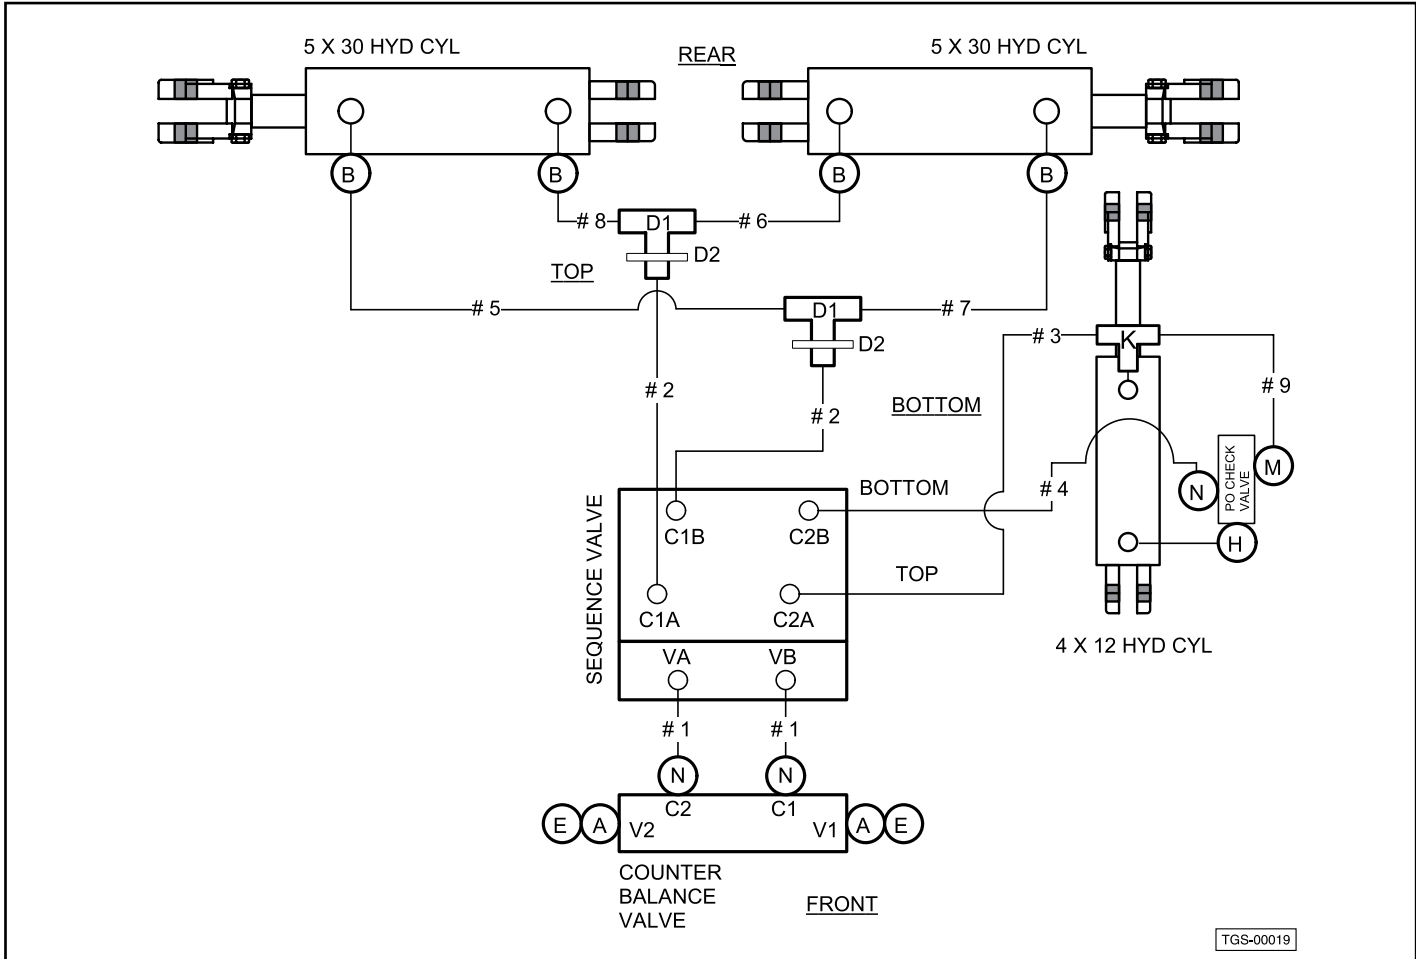 5 X 30 HYD CYL
REAR
5 X 30 HYD CYL
B
B
B
B
# 8
D1
# 6
D2
TOP
# 5
D1
# 7
D2
# 3
K
# 9
# 2
# 2
BOTTOM
M
N
PO CHECK
VALVE
H
BOTTOM
# 4
SEQUENCE VALVE
C1B
C2B
TOP
C1A
C2A
4 X 12 HYD CYL
VA
VB
# 1
# 1
N
N
C2
C1
E
A
V2
V1
A
E
COUNTER
BALANCE
VALVE
FRONT
TGS-00019